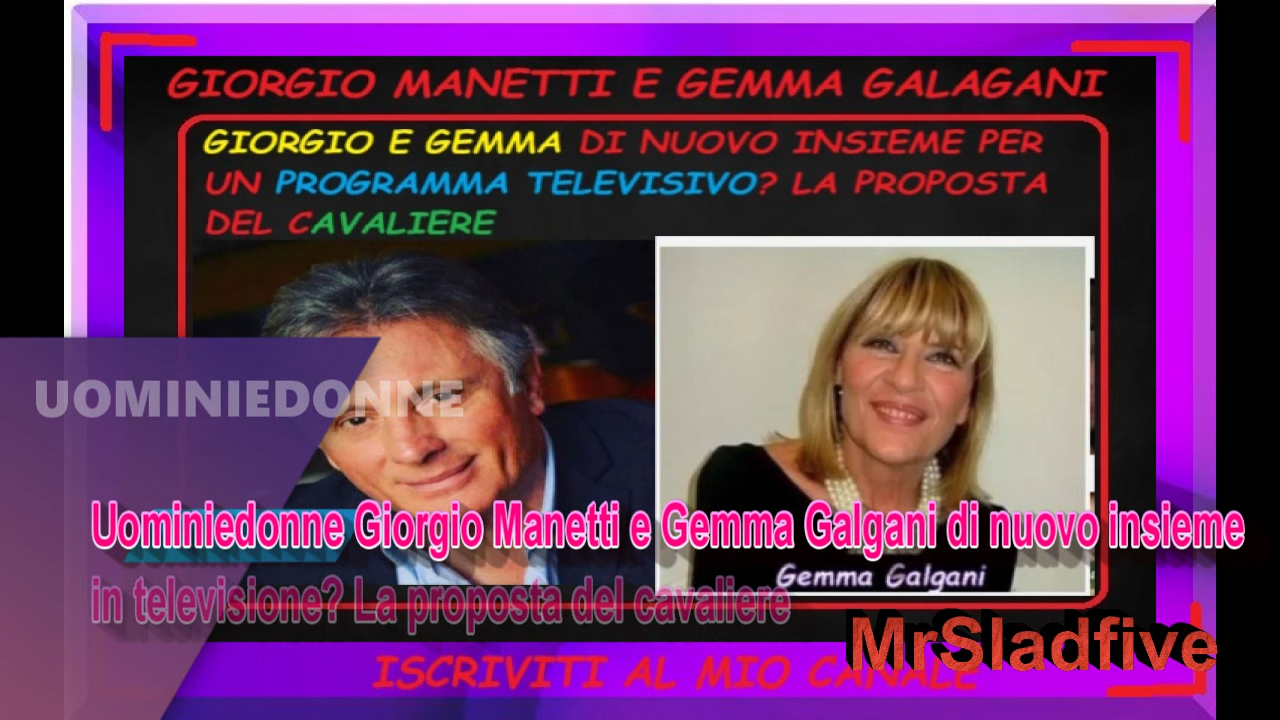 GIORGIO MANETTI E GEMMA GALAGANI
GIORGIO E GEMMA DI NUOVO INSIEME PER
UN PROGRAMMA TELEVISIVO? LA PROPOSTA
DEL CAVALIERE
UOMINIEDONNE
Uominiedonne Giorgio Manetti e Gemma Galgani di nuovo insieme
Gemma Galgani
in televisione? La proposta del cavaliere
MrSladfive
ISCRIVITI AL MIO CANALE